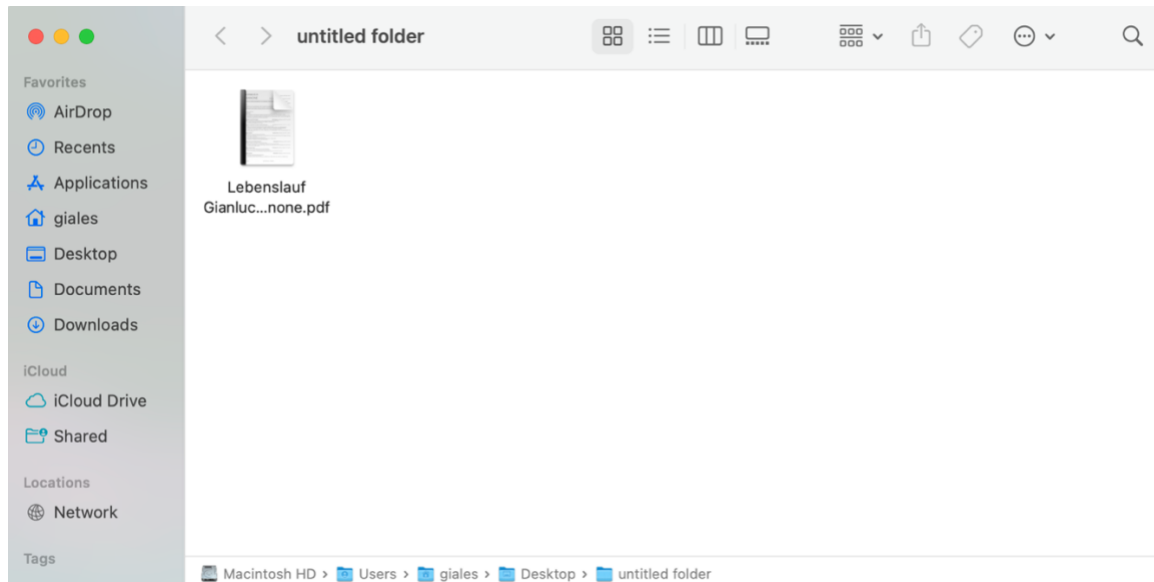 untitled folder
Favorites
AirDrop
Recents
Applications
giales
Desktop
Documents
Downloads
iCloud
iCloud Drive
Shared
Locations
Network
Tags
Lebenslauf
Gianluc...none.pdf
Macintosh HD › Users › giales › Desktop › untitled folder